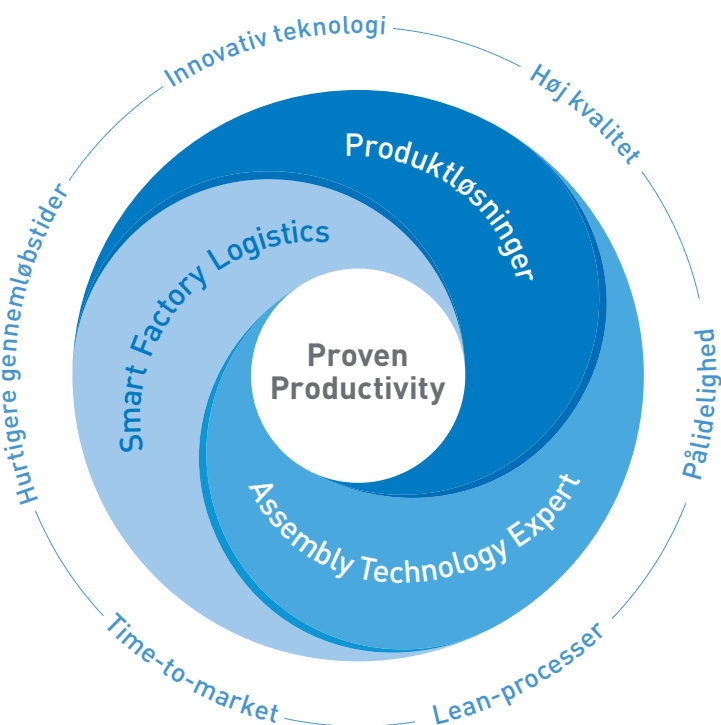 Innovativ teknologi
Høj kvalitet
Pålidelighed
Lean-processer
Time-to-market
Hurtigere gennemløbstider
Produktløsninger
Smart Factory Logistics
Assembly Technology Expert
Proven
Productivity